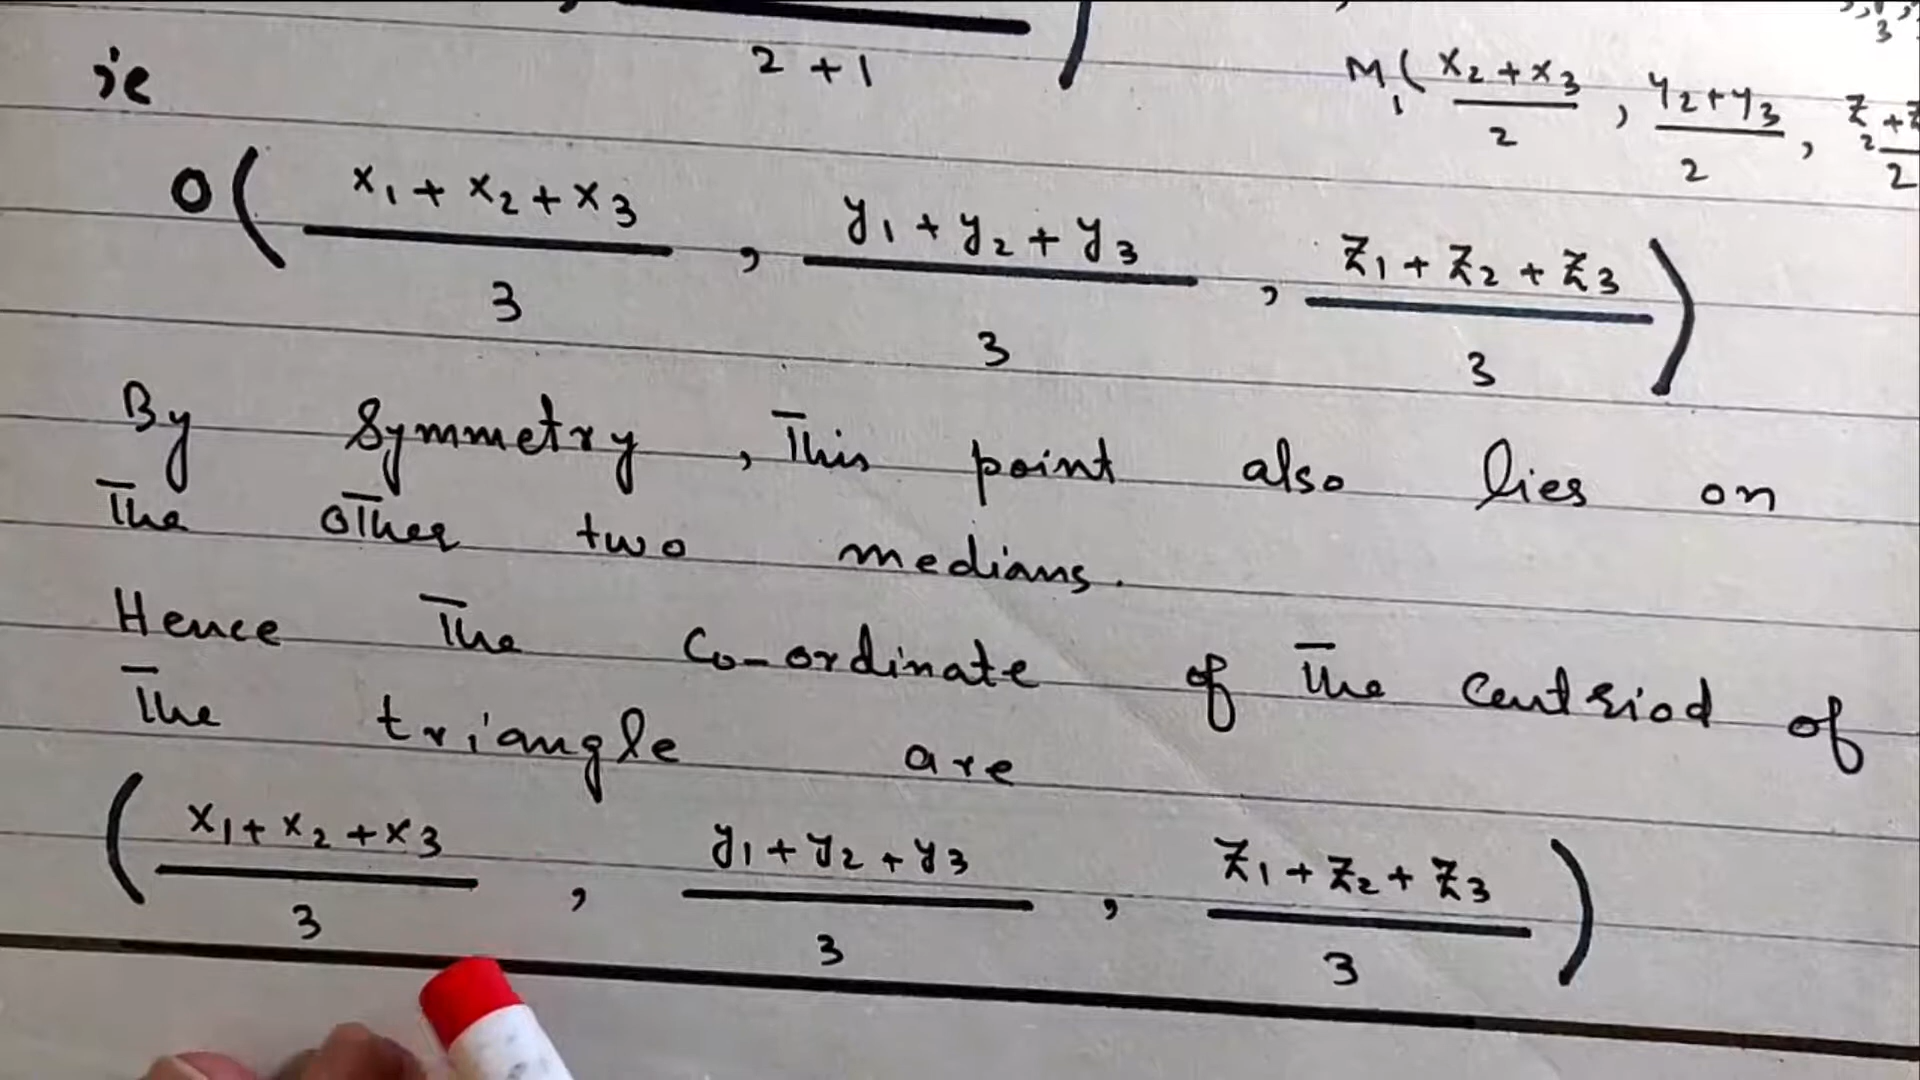 2 + 1
M₁( x₂ + x₃ / 2 , y₂ + y₃ / 2 , z₂ + z / 2
ie
O( x₁ + x₂ + x₃ / 3 , y₁ + y₂ + y₃ / 3 , z₁ + z₂ + z₃ / 3 )
By Symmetry , This point also lies on
The other two medians.
Hence The Co-ordinate of The Centriod of
The triangle are
( x₁ + x₂ + x₃ / 3 , y₁ + y₂ + y₃ / 3 , z₁ + z₂ + z₃ / 3 )